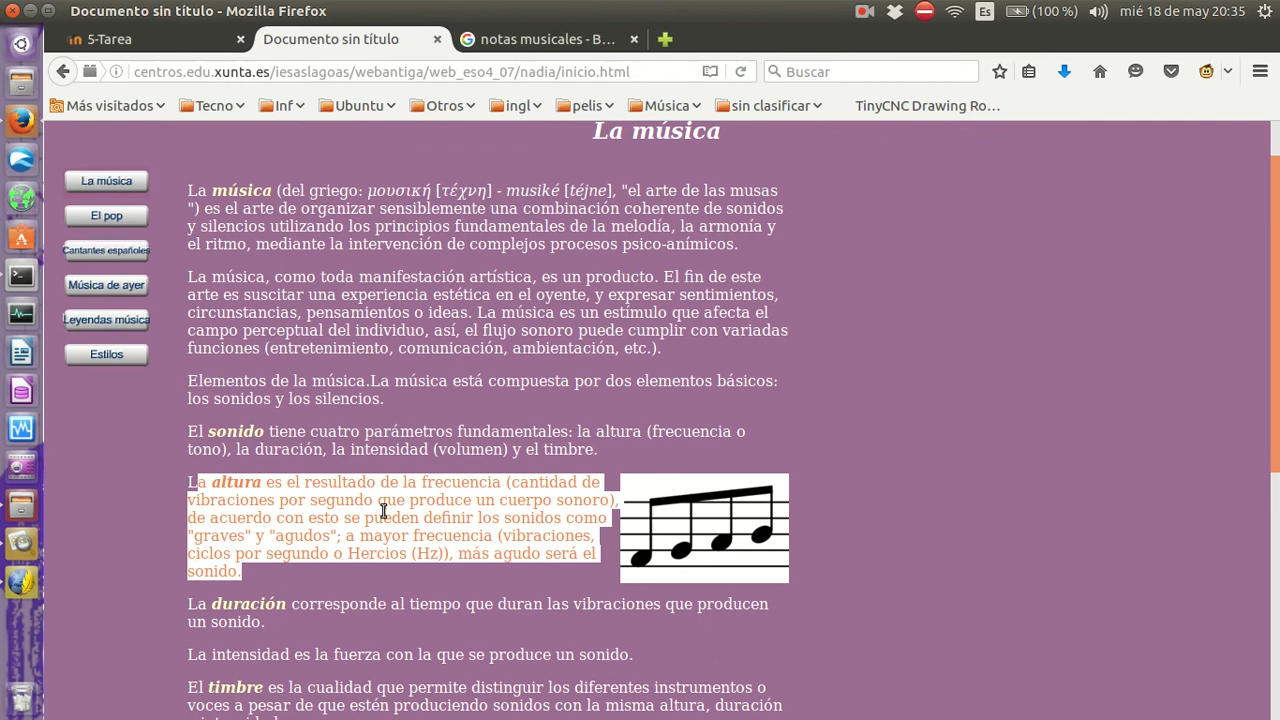 Documento sin título - Mozilla Firefox
Es
(100 %)
mié 18 de may 20:35
5-Tarea
Documento sin título
notas musicales - B...
centros.edu.xunta.es/iesaslagoas/webantiga/web_eso4_07/nadia/inicio.html
Buscar
Más visitados
Tecno
Inf
Ubuntu
Otros
ingl
pelis
Música
sin clasificar
TinyCNC Drawing Ro...
La música
La música
El pop
Cantantes españoles
Música de ayer
Leyendas música
Estilos
La música (del griego: μουσική [τέχνη] - musiké [téjne], "el arte de las musas
") es el arte de organizar sensiblemente una combinación coherente de sonidos
y silencios utilizando los principios fundamentales de la melodía, la armonía y
el ritmo, mediante la intervención de complejos procesos psico-anímicos.
La música, como toda manifestación artística, es un producto. El fin de este
arte es suscitar una experiencia estética en el oyente, y expresar sentimientos,
circunstancias, pensamientos o ideas. La música es un estímulo que afecta el
campo perceptual del individuo, así, el flujo sonoro puede cumplir con variadas
funciones (entretenimiento, comunicación, ambientación, etc.).
Elementos de la música.La música está compuesta por dos elementos básicos:
los sonidos y los silencios.
El sonido tiene cuatro parámetros fundamentales: la altura (frecuencia o
tono), la duración, la intensidad (volumen) y el timbre.
La altura es el resultado de la frecuencia (cantidad de
vibraciones por segundo que produce un cuerpo sonoro),
de acuerdo con esto se pueden definir los sonidos como
"graves" y "agudos"; a mayor frecuencia (vibraciones,
ciclos por segundo o Hercios (Hz)), más agudo será el
sonido.
La duración corresponde al tiempo que duran las vibraciones que producen
un sonido.
La intensidad es la fuerza con la que se produce un sonido.
El timbre es la cualidad que permite distinguir los diferentes instrumentos o
voces a pesar de que estén produciendo sonidos con la misma altura, duración